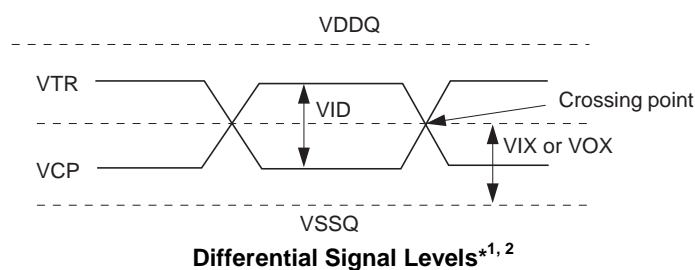 VDDQ
VTR
Crossing point
VID
VIX or VOX
VCP
VSSQ
Differential Signal Levels*1, 2